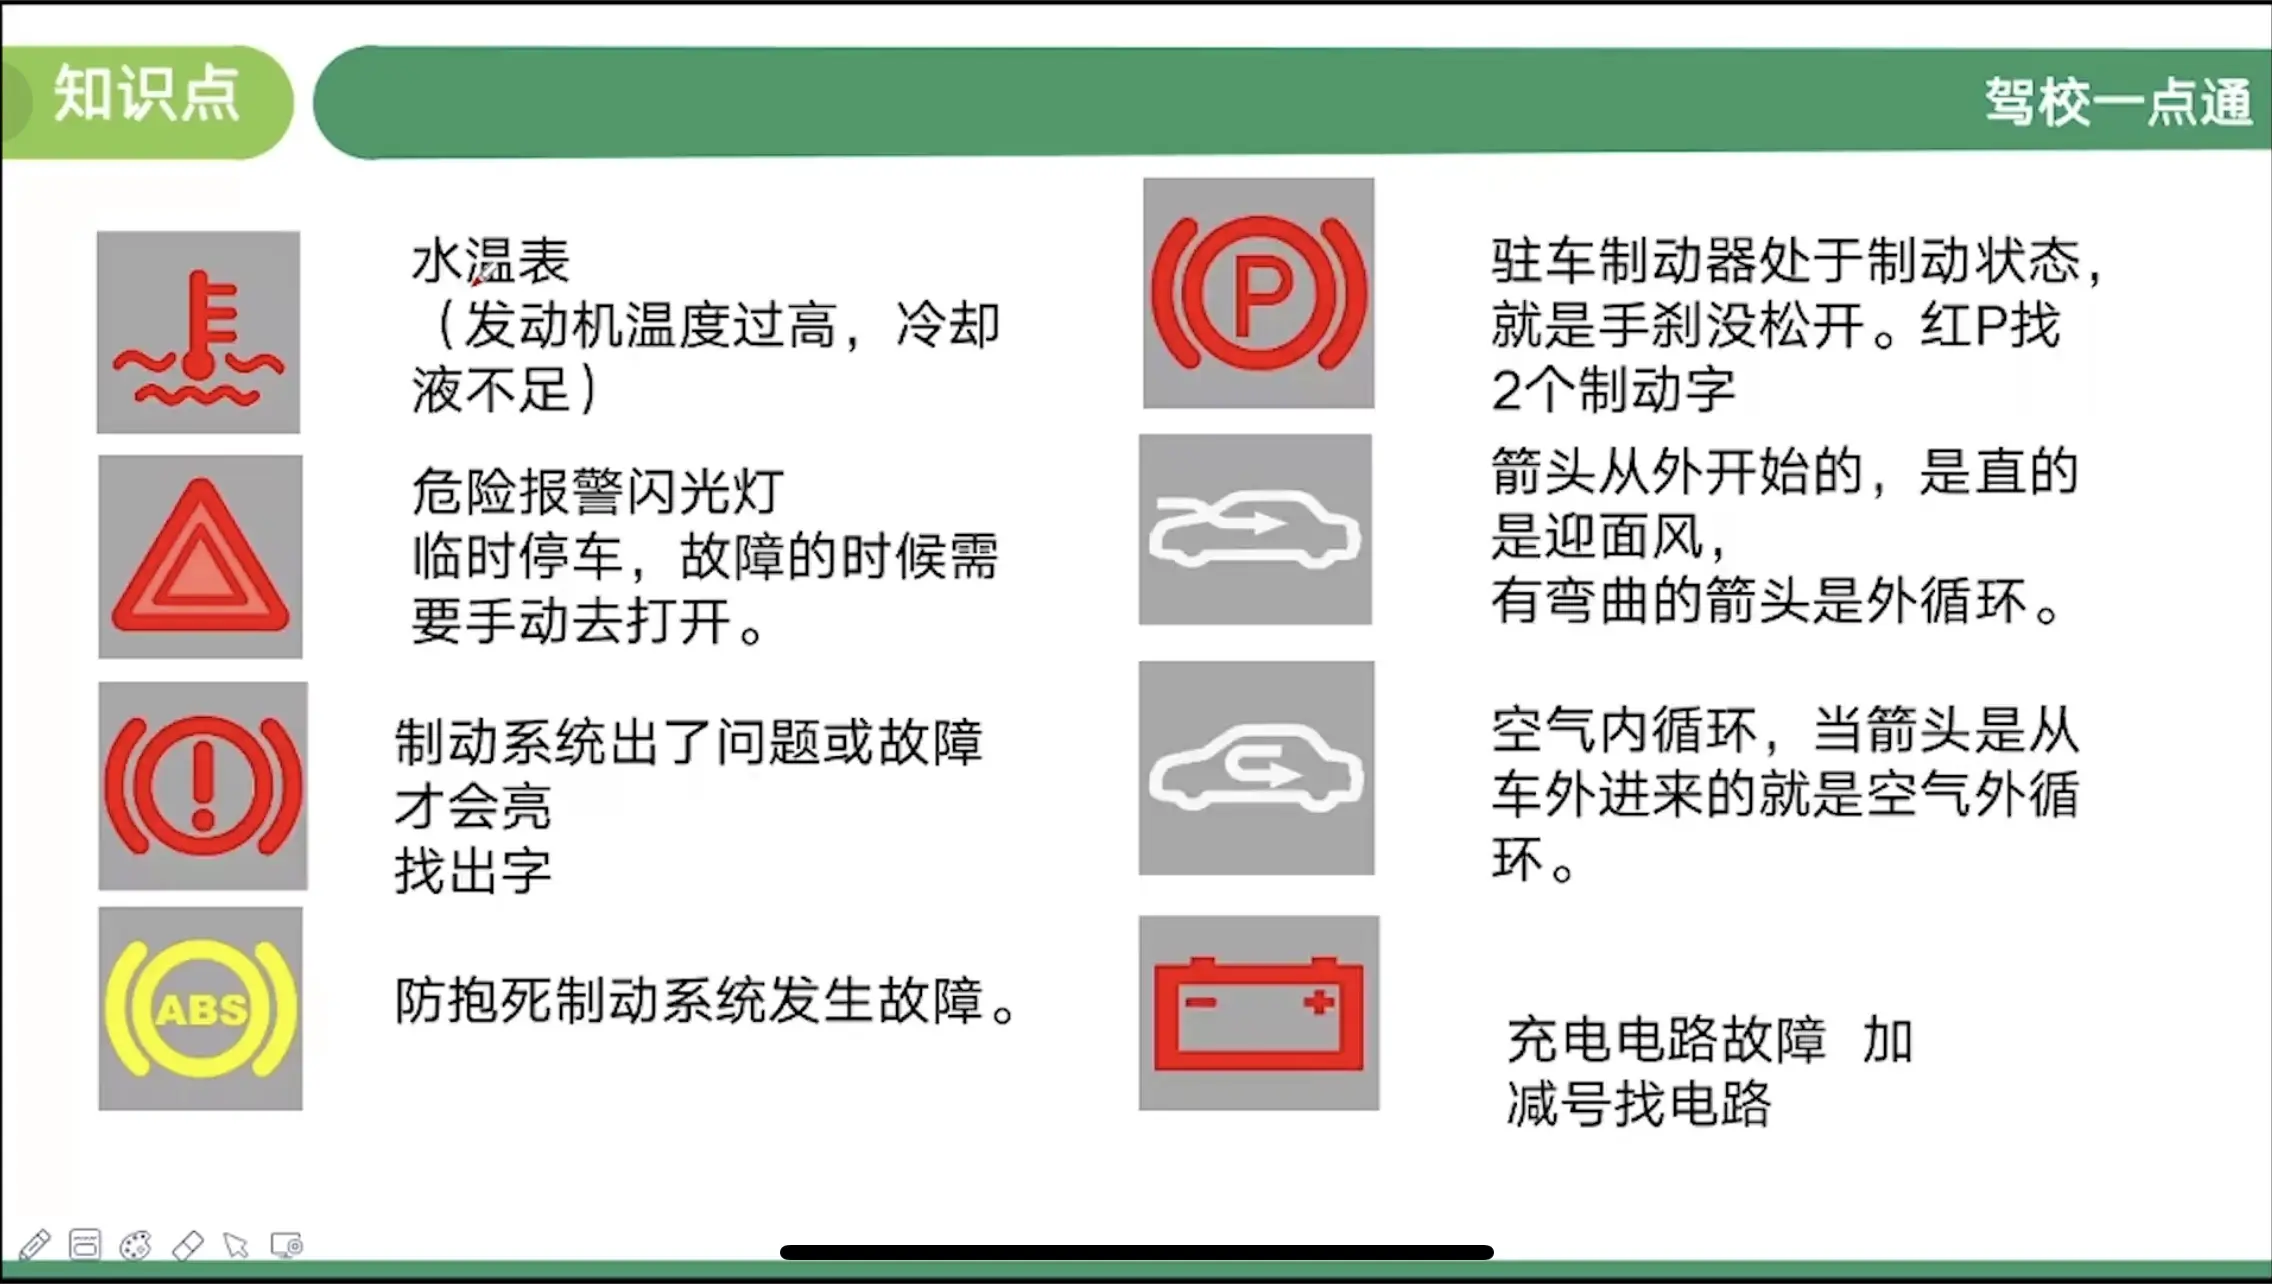 知识点
驾校一点通
水温表
（发动机温度过高，冷却
液不足）
危险报警闪光灯
临时停车，故障的时候需
要手动去打开。
制动系统出了问题或故障
才会亮
找出字
ABS
防抱死制动系统发生故障。
P
驻车制动器处于制动状态，
就是手刹没松开。红P找
2个制动字
箭头从外开始的，是直的
是迎面风，
有弯曲的箭头是外循环。
空气内循环，当箭头是从
车外进来的就是空气外循
环。
充电电路故障 加
减号找电路